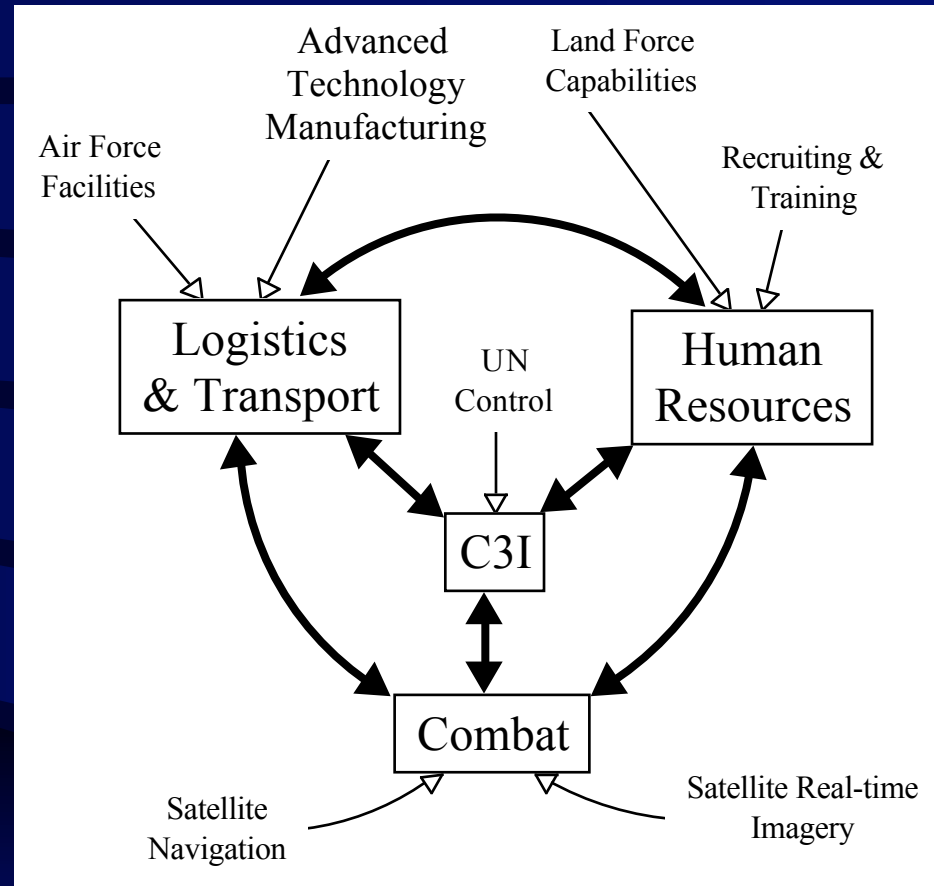 Advanced
Technology
Manufacturing
Land Force
Capabilities
Air Force
Facilities
Recruiting &
Training
Logistics
& Transport
UN
Control
Human
Resources
C3I
Combat
Satellite
Navigation
Satellite Real-time
Imagery